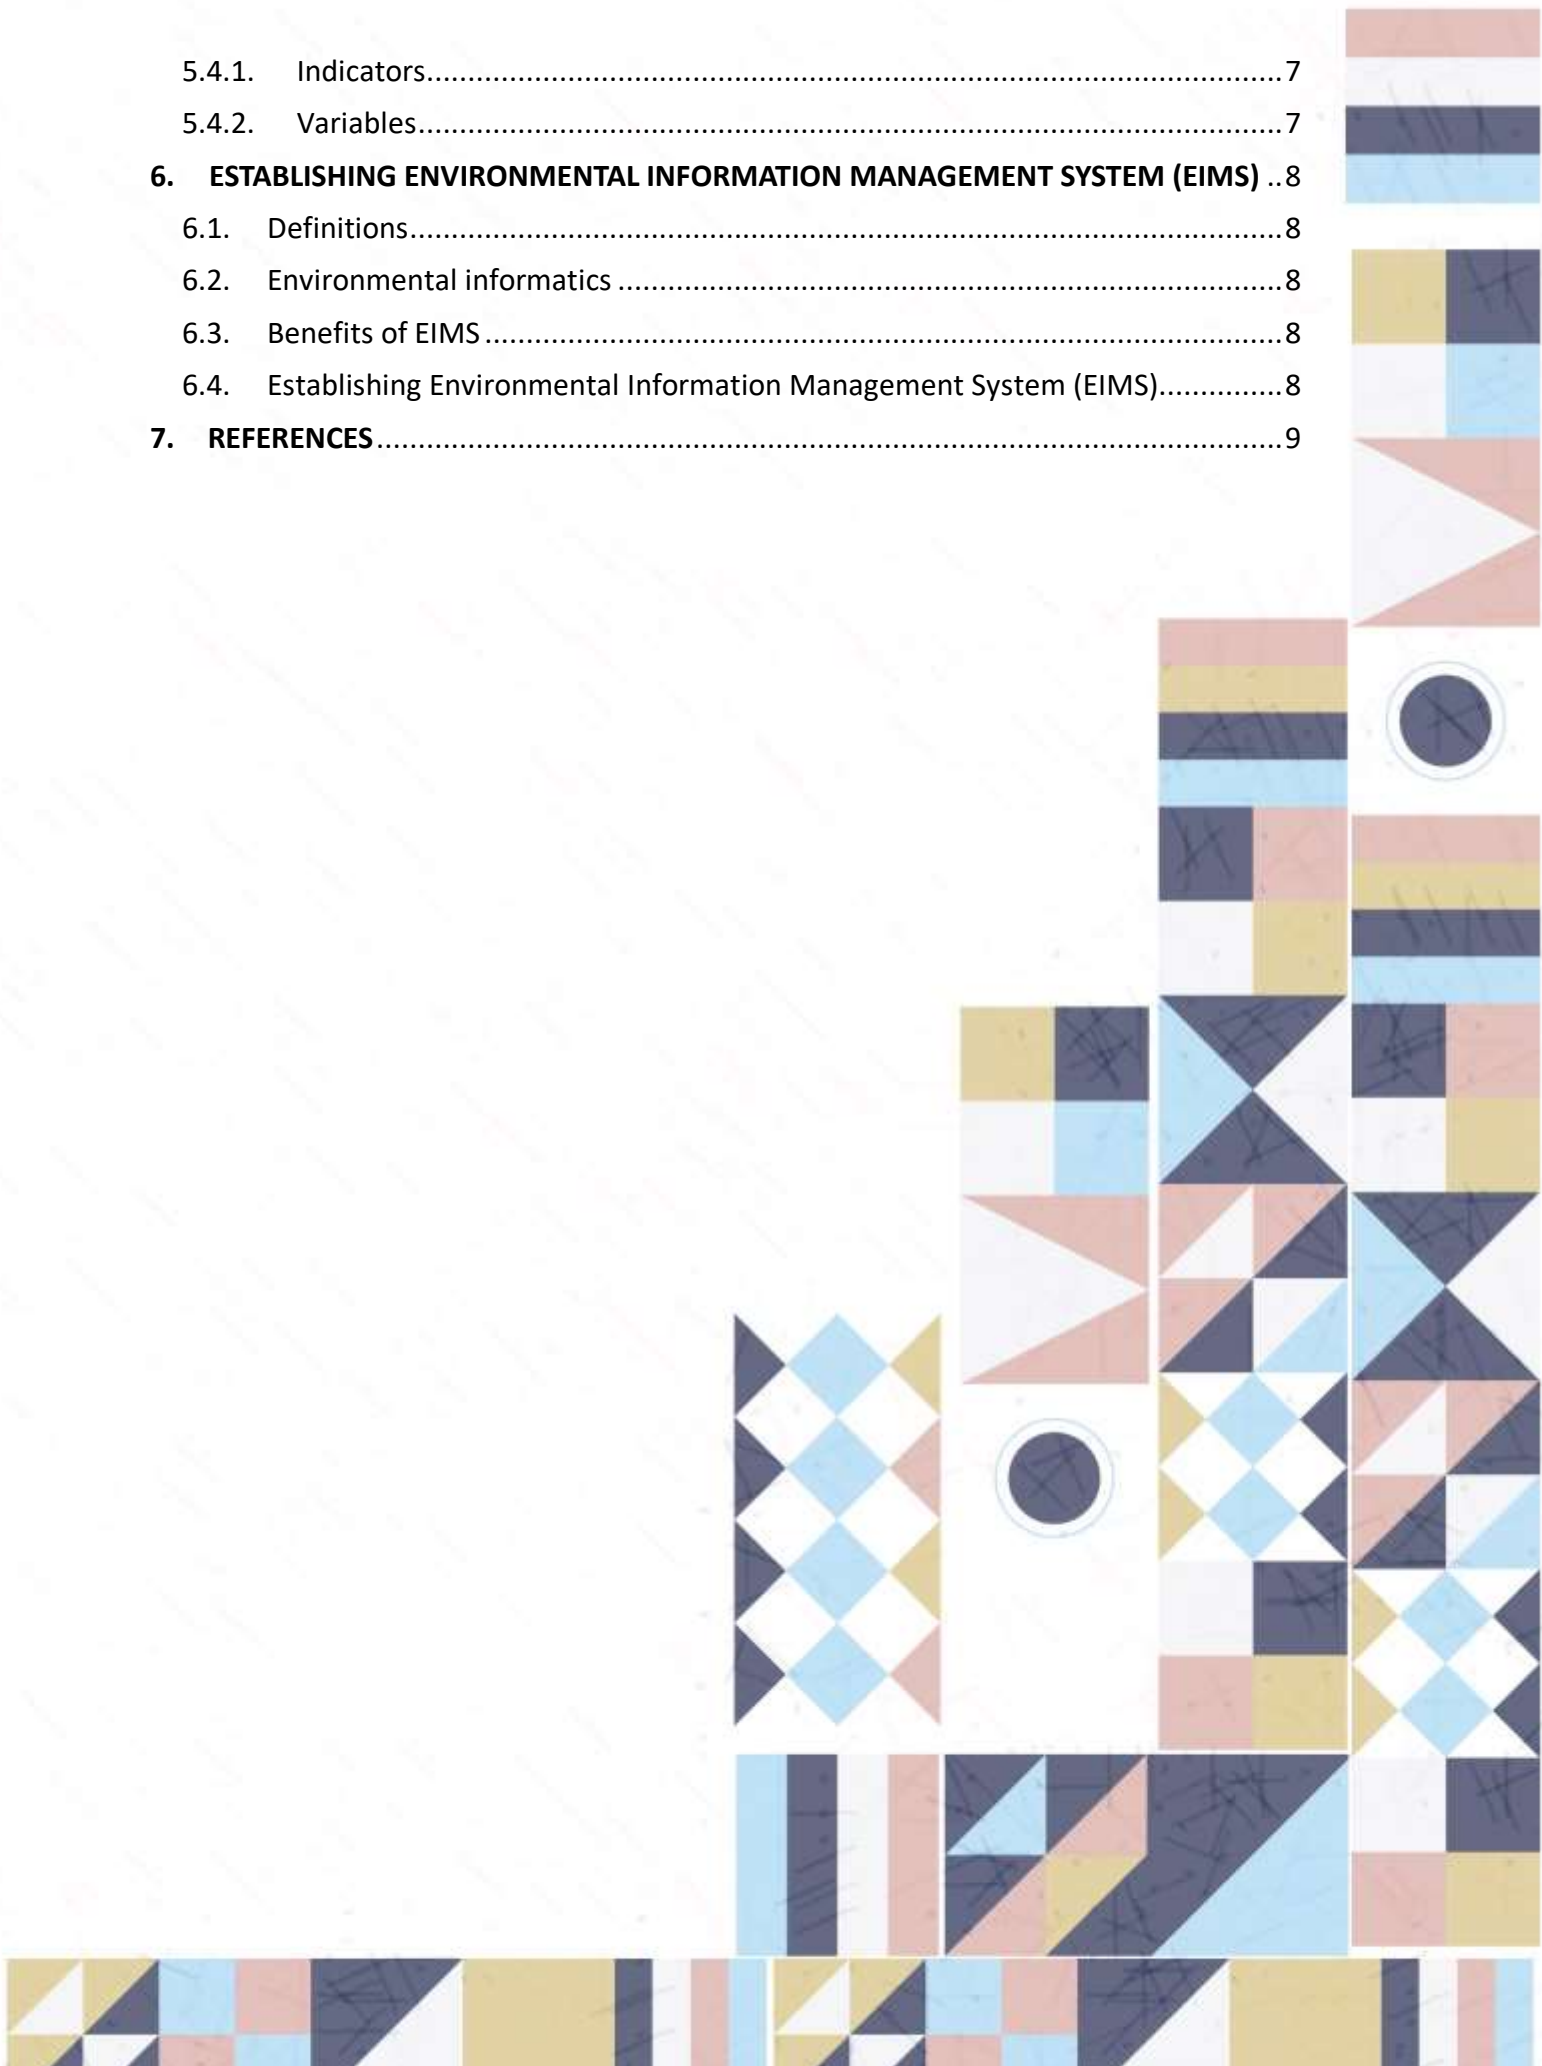 5.4.1. Indicators..........................................................................................................7
5.4.2. Variables...........................................................................................................7
6. ESTABLISHING ENVIRONMENTAL INFORMATION MANAGEMENT SYSTEM (EIMS) ..8
6.1. Definitions............................................................................................................8
6.2. Environmental informatics ..................................................................................8
6.3. Benefits of EIMS ..................................................................................................8
6.4. Establishing Environmental Information Management System (EIMS)...............8
7. REFERENCES................................................................................................................9